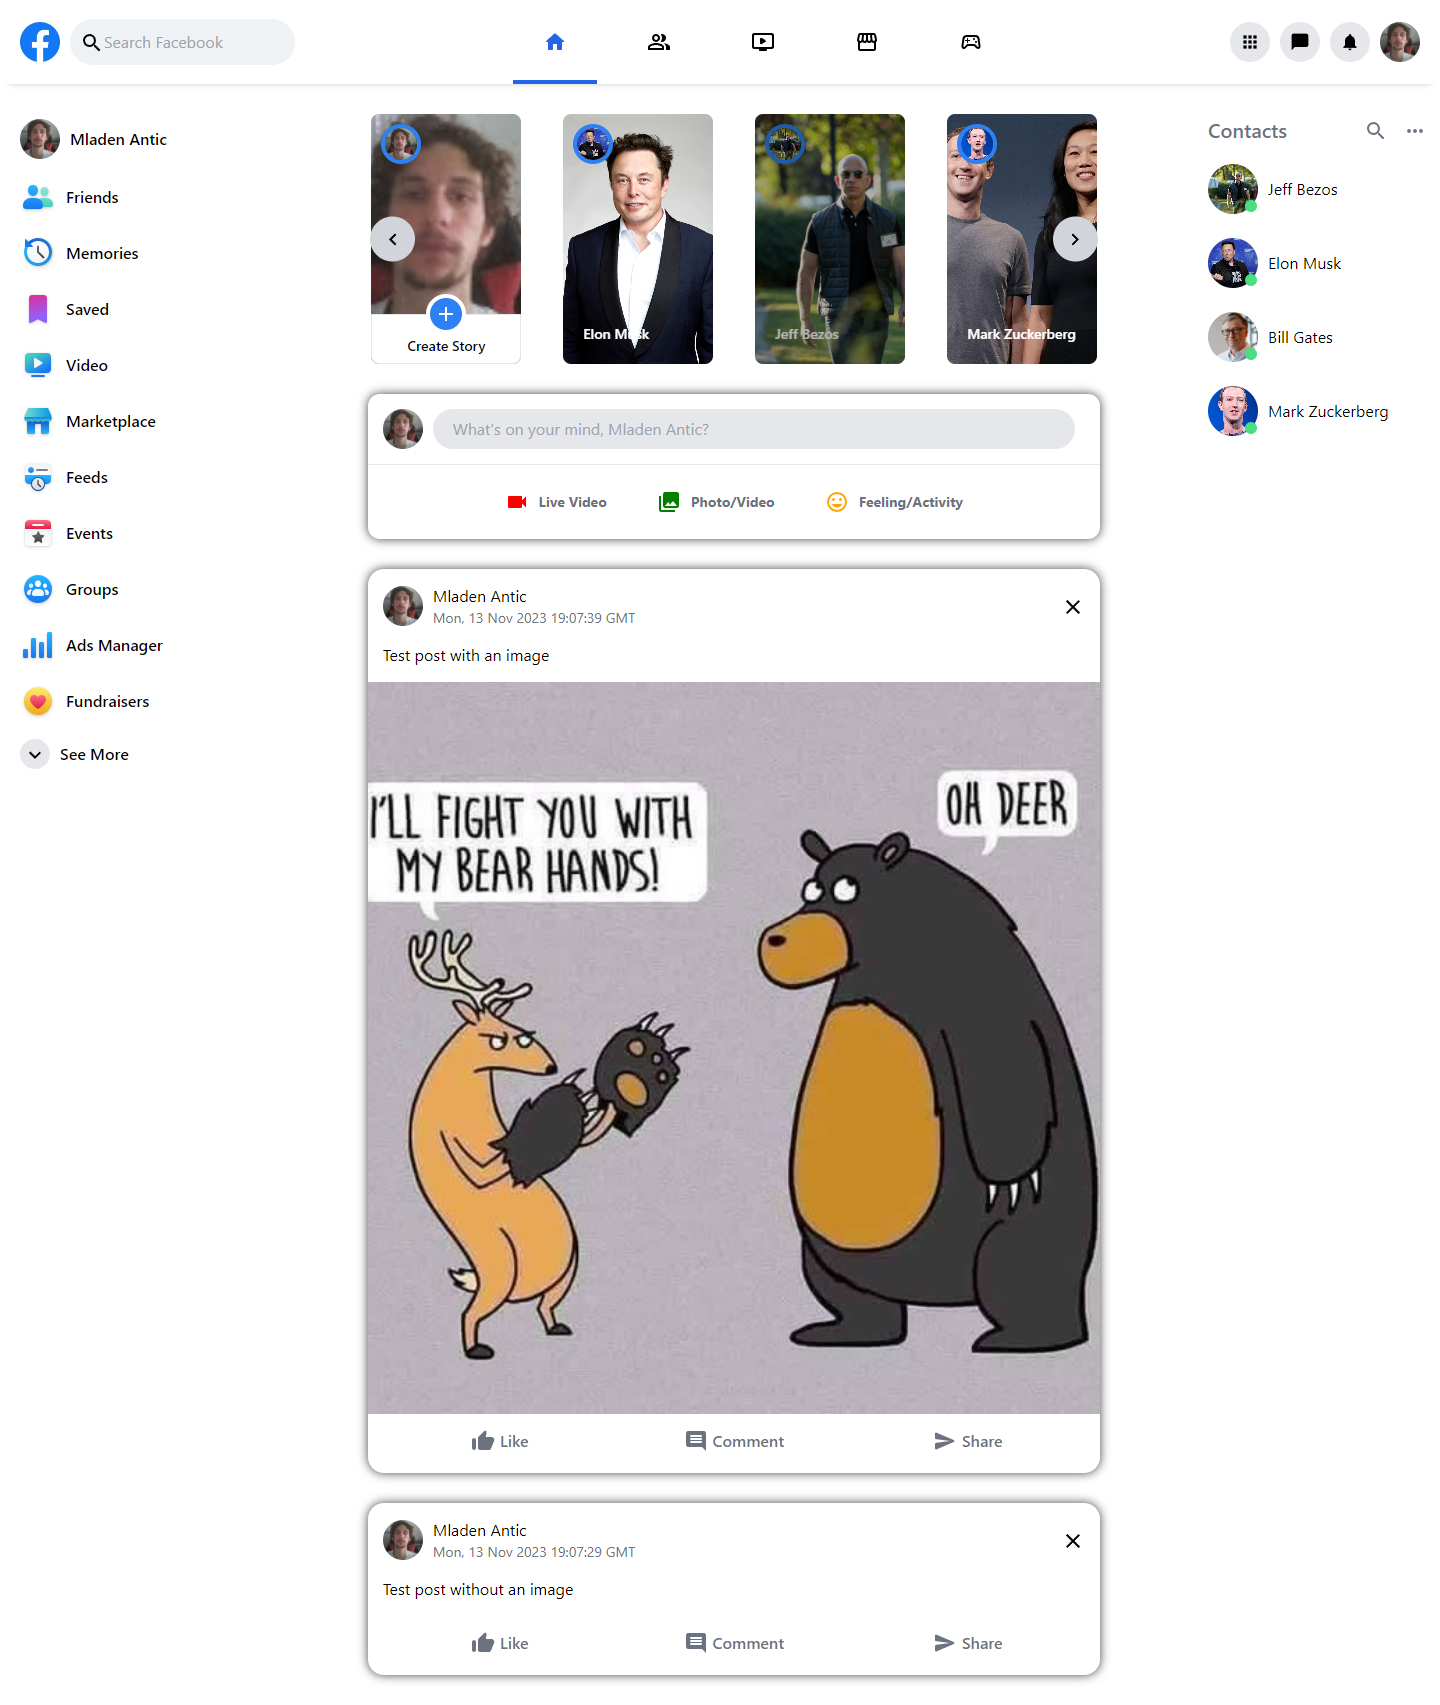 Search Facebook
Mladen Antic
Friends
Memories
Saved
Video
Marketplace
Feeds
Events
Groups
Ads Manager
Fundraisers
See More
Create Story
Elon Musk
Jeff Bezos
Mark Zuckerberg
What's on your mind, Mladen Antic?
Live Video
Photo/Video
Feeling/Activity
Mladen Antic
Mon, 13 Nov 2023 19:07:39 GMT
Test post with an image
I'LL FIGHT YOU WITH
MY BEAR HANDS!
OH DEER
Like
Comment
Share
Mladen Antic
Mon, 13 Nov 2023 19:07:29 GMT
Test post without an image
Like
Comment
Share
Contacts
Jeff Bezos
Elon Musk
Bill Gates
Mark Zuckerberg